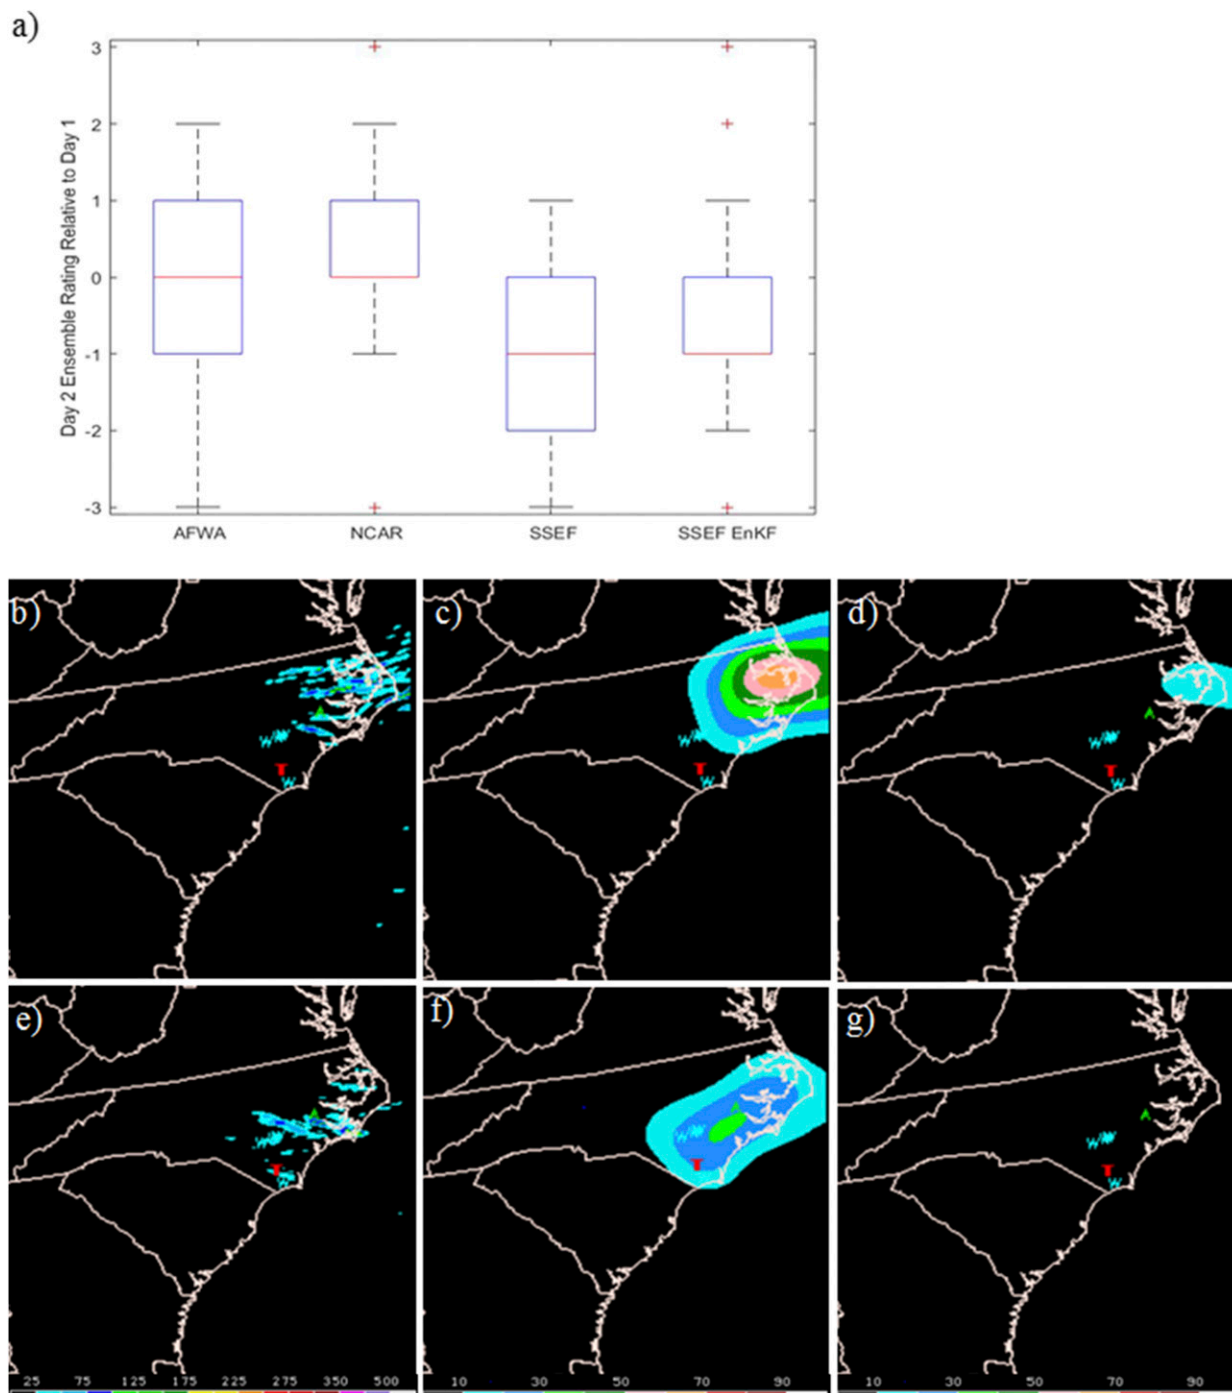 a)
Day 2 Ensemble Rating Relative to Day 1
3
2
1
0
-1
-2
-3
AFWA NCAR SSEF SSEF EnKF
b) c) d)
A
W
T
W
W
T
W
A
W
T
W
e) f) g)
A
W
T
W
A
W
T
A
W
T
W
25 75 125 175 225 275 350 500 10 30 50 70 90 10 30 50 70 90